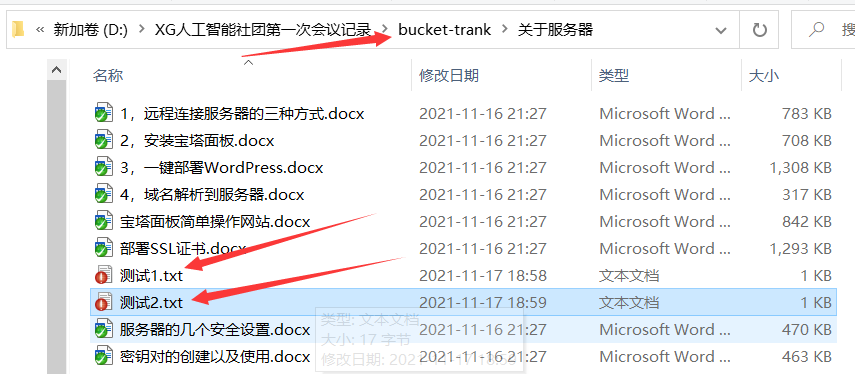 « 新加卷 (D:) › XG人工智能社团第一次会议记录 › bucket-trank › 关于服务器 搜
名称 修改日期 类型 大小
1，远程连接服务器的三种方式.docx 2021-11-16 21:27 Microsoft Word ... 783 KB
2，安装宝塔面板.docx 2021-11-16 21:27 Microsoft Word ... 708 KB
3，一键部署WordPress.docx 2021-11-16 21:27 Microsoft Word ... 1,308 KB
4，域名解析到服务器.docx 2021-11-16 21:27 Microsoft Word ... 317 KB
宝塔面板简单操作网站.docx 2021-11-16 21:27 Microsoft Word ... 842 KB
部署SSL证书.docx 2021-11-16 21:27 Microsoft Word ... 1,293 KB
测试1.txt 2021-11-17 18:58 文本文档 1 KB
测试2.txt 2021-11-17 18:59 文本文档 1 KB
类型: 文本文档
服务器的几个安全设置.docx 2021-11-16 21:27 Microsoft Word ... 470 KB
大小: 17 字节
密钥对的创建以及使用.docx 2021-11-16 21:27 Microsoft Word ... 463 KB
修改日期: 2021-11-17 18:59